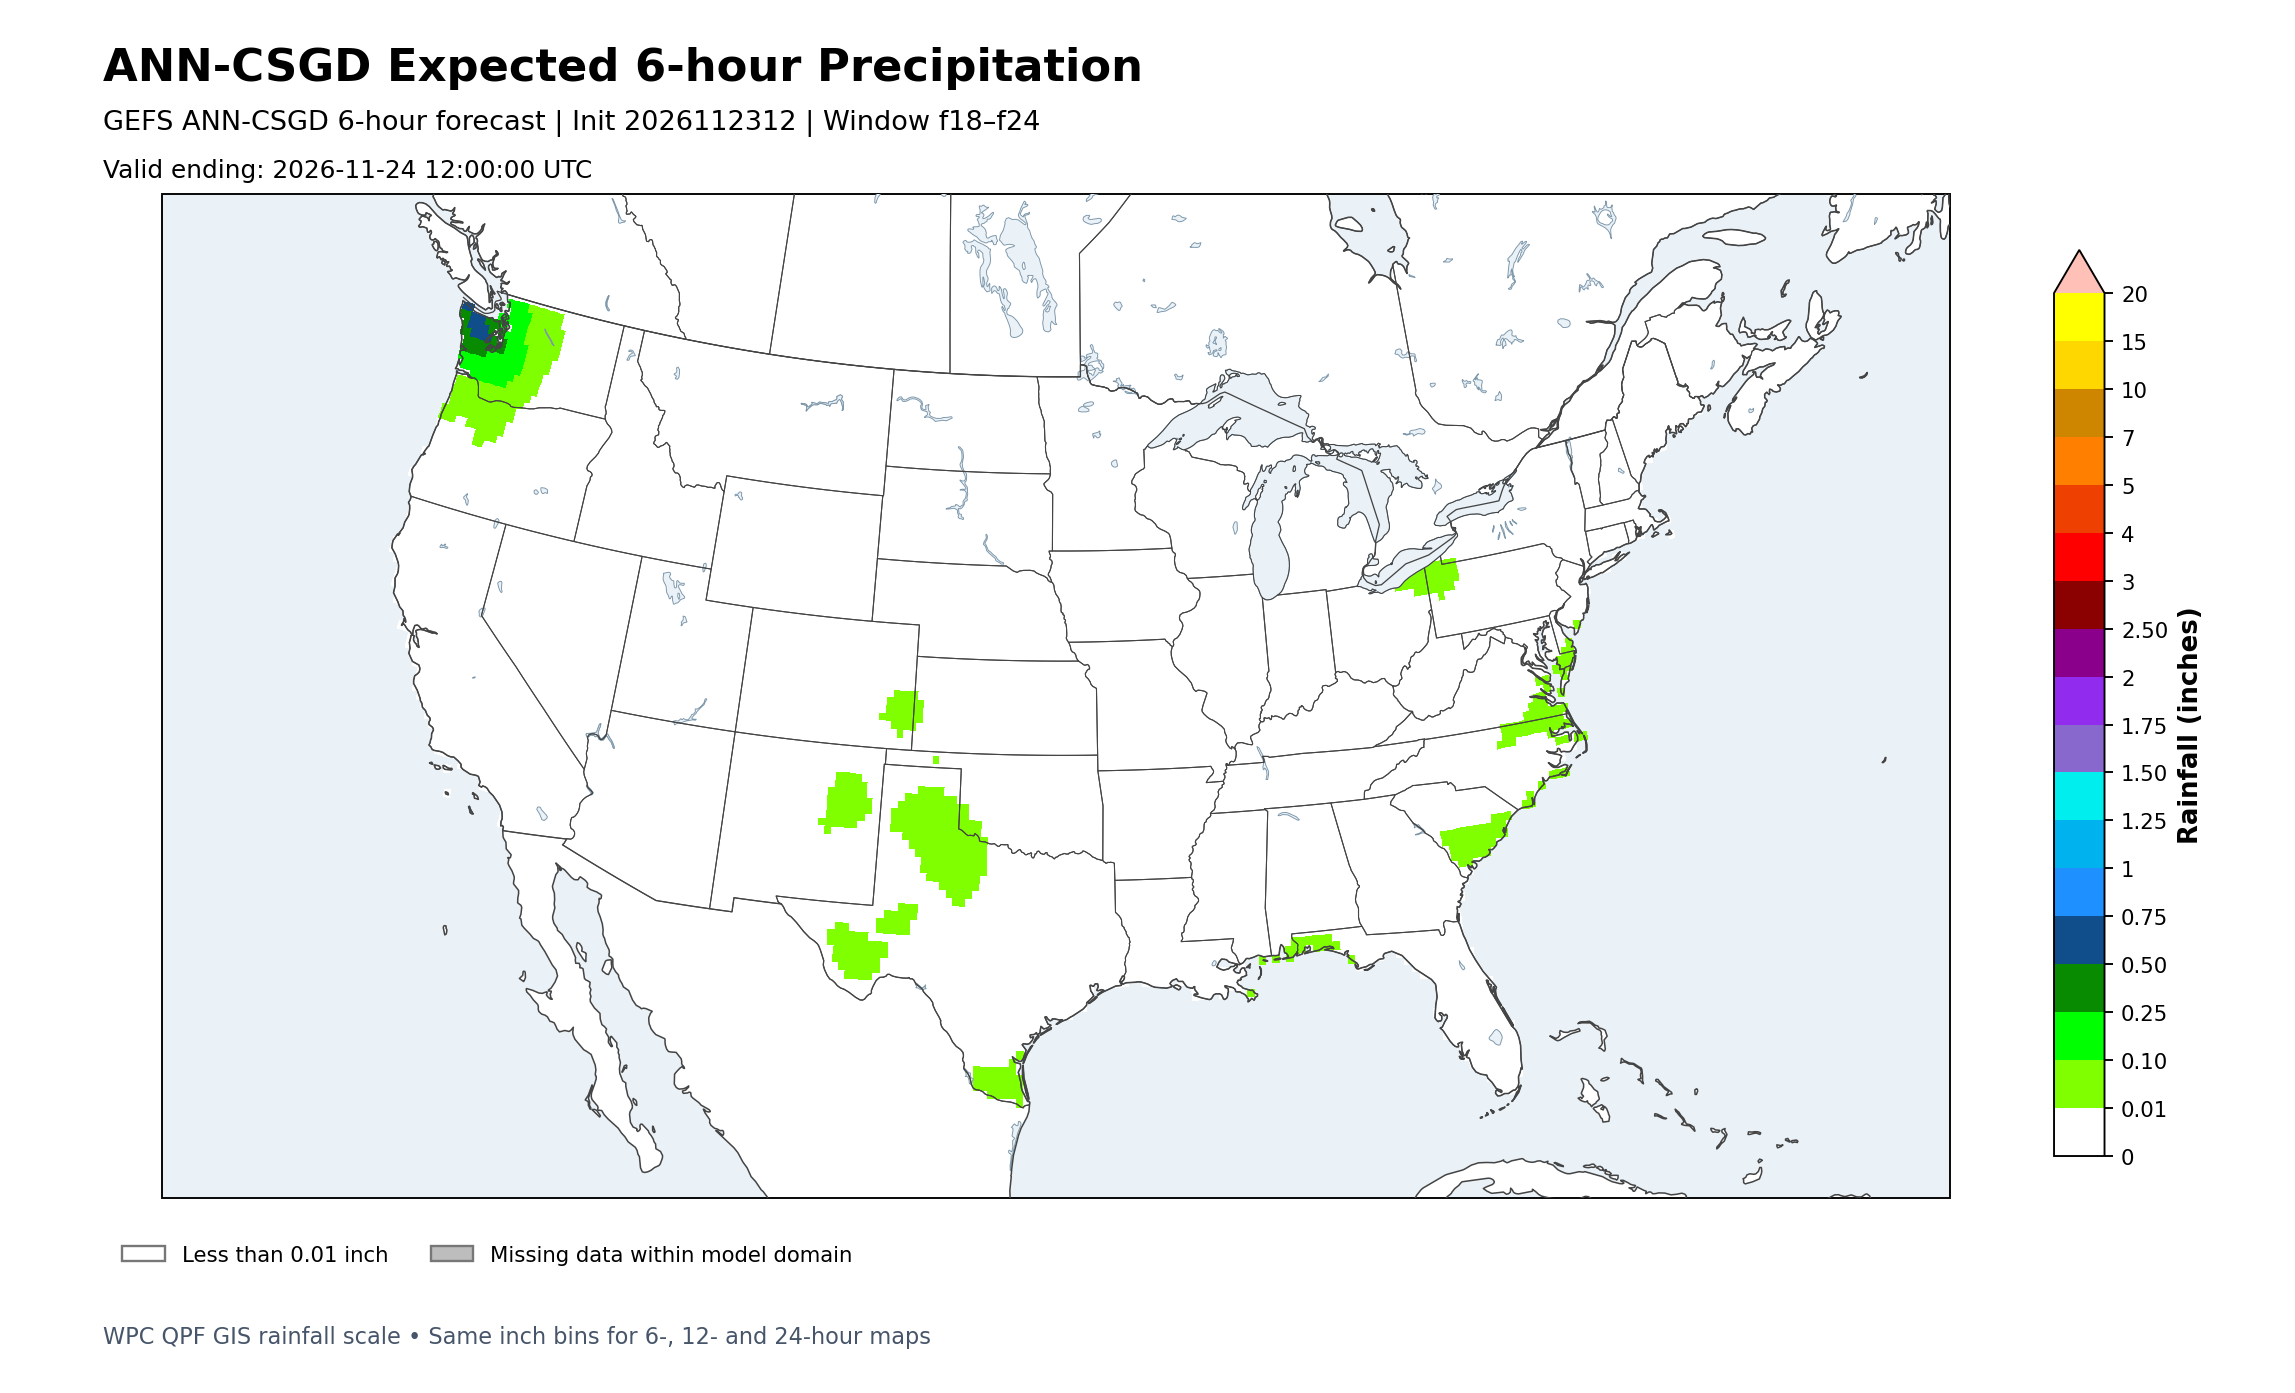 ANN-CSGD Expected 6-hour Precipitation
GEFS ANN-CSGD 6-hour forecast | Init 2026112312 | Window f18–f24
Valid ending: 2026-11-24 12:00:00 UTC
20
15
10
7
5
4
3
2.50
2
1.75
1.50
1.25
1
0.75
0.50
0.25
0.10
0.01
0
Rainfall (inches)
Less than 0.01 inch
Missing data within model domain
WPC QPF GIS rainfall scale • Same inch bins for 6-, 12- and 24-hour maps